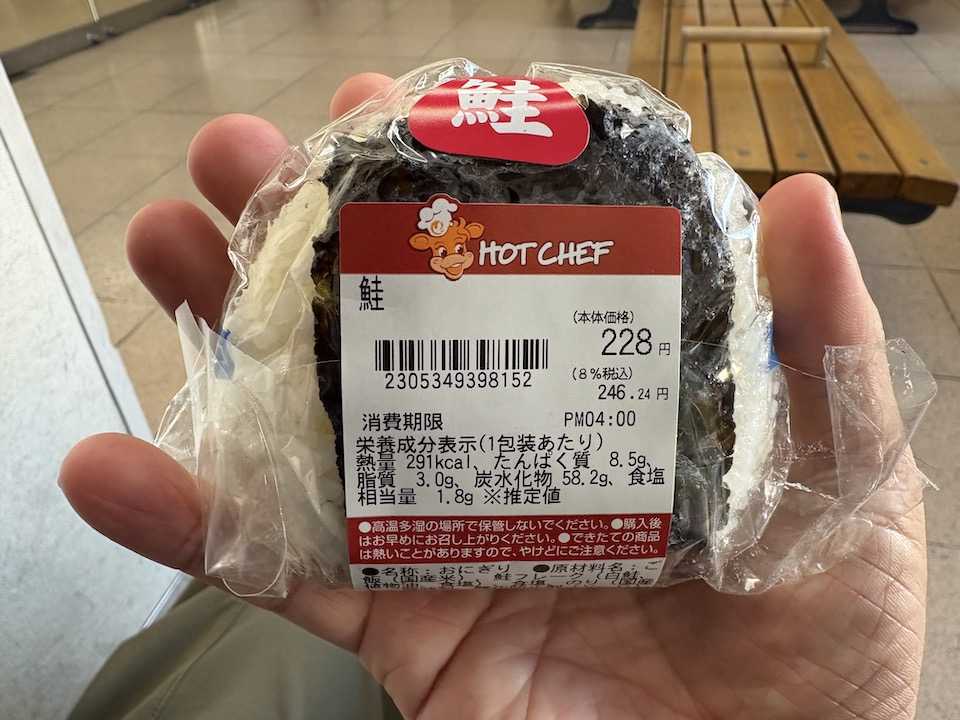 鮭
HOT CHEF
鮭
(本体価格)
228 円
2305349398152
(8%税込)
246.24 円
消費期限 PM04:00
栄養成分表示(1包装あたり)
熱量 291kcal、たんぱく質 8.5g、
脂質 3.0g、炭水化物 58.2g、食塩
相当量 1.8g ※推定値
●高温多湿の場所で保管しないでください。●購入後
はお早めにお召し上がりください。●できたての商品
は熱いことがありますので、やけどにご注意ください。
●名称:おにぎり ●原材料名:ご
飯(国産米)、鮭フレーク(白鮭、